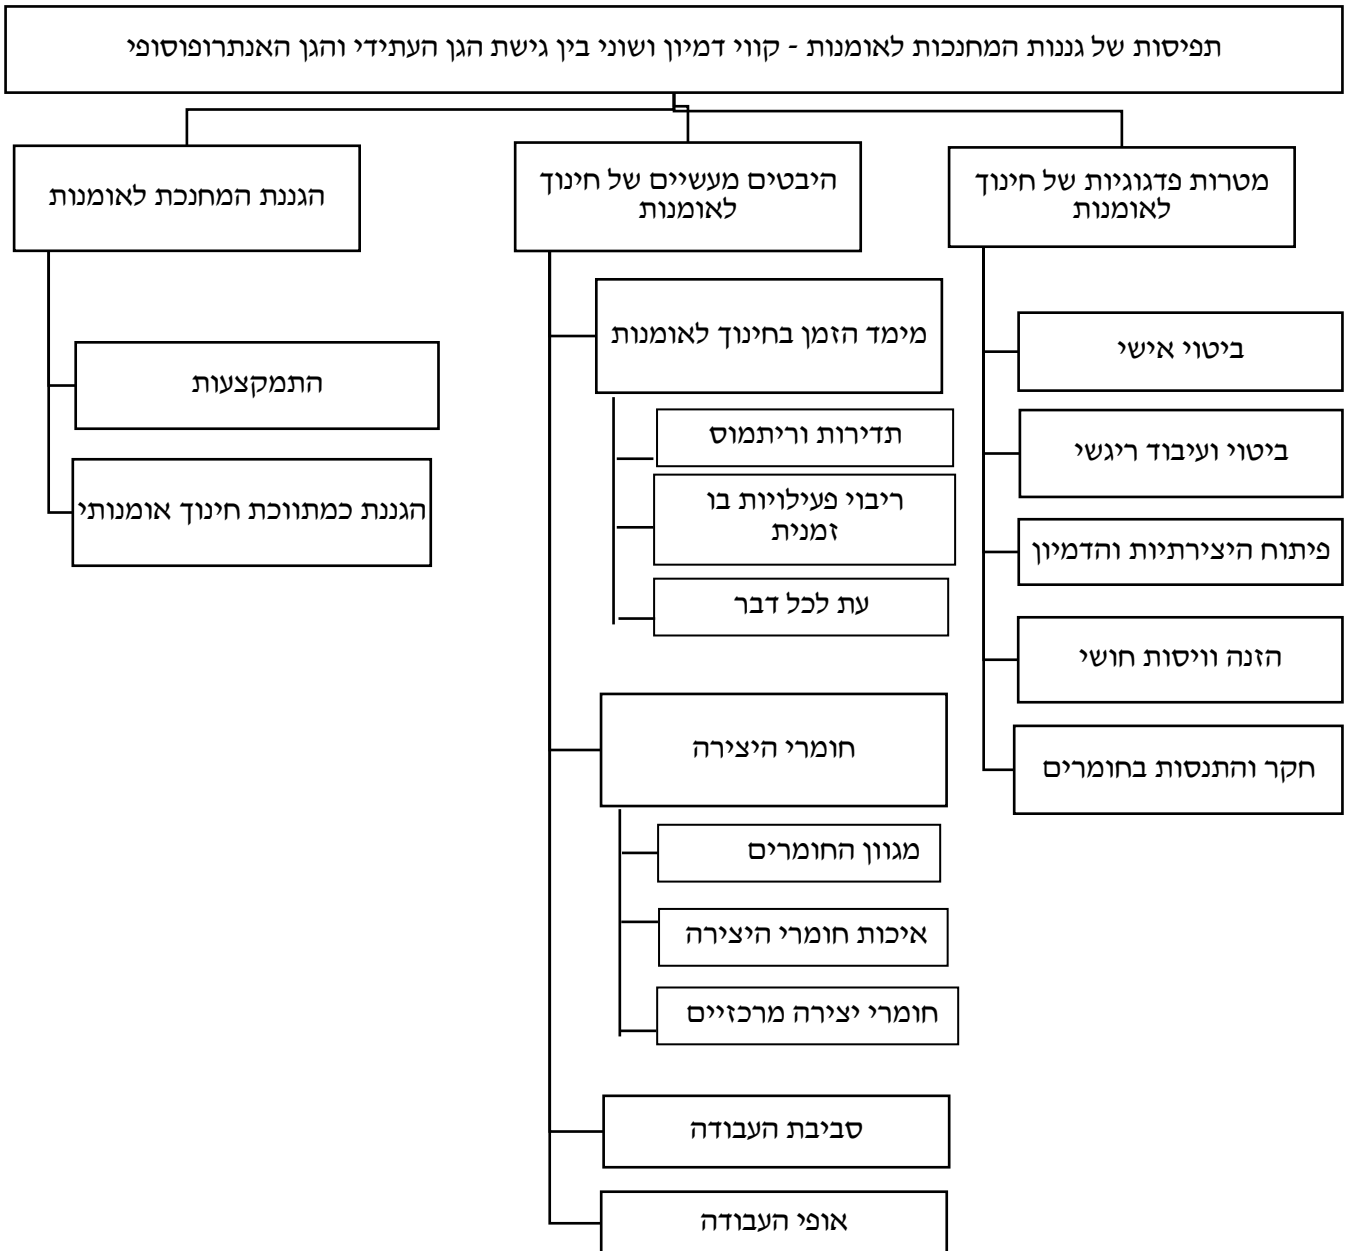 תפיסות של גננות המחנכות לאומנות - קווי דמיון ושוני בין גישת הגן העתידי והגן האנתרופוסופי
מטרות פדגוגיות של חינוך
לאומנות
ביטוי אישי
ביטוי ועיבוד ריגשי
פיתוח היצירתיות והדמיון
הזנה וויסות חושי
חקר והתנסות בחומרים
היבטים מעשיים של חינוך
לאומנות
מימד הזמן בחינוך לאומנות
תדירות וריתמוס
ריבוי פעילויות בו
זמנית
עת לכל דבר
חומרי היצירה
מגוון החומרים
איכות חומרי היצירה
חומרי יצירה מרכזיים
סביבת העבודה
אופי העבודה
הגננת המחנכת לאומנות
התמקצעות
הגננת כמתווכת חינוך אומנותי